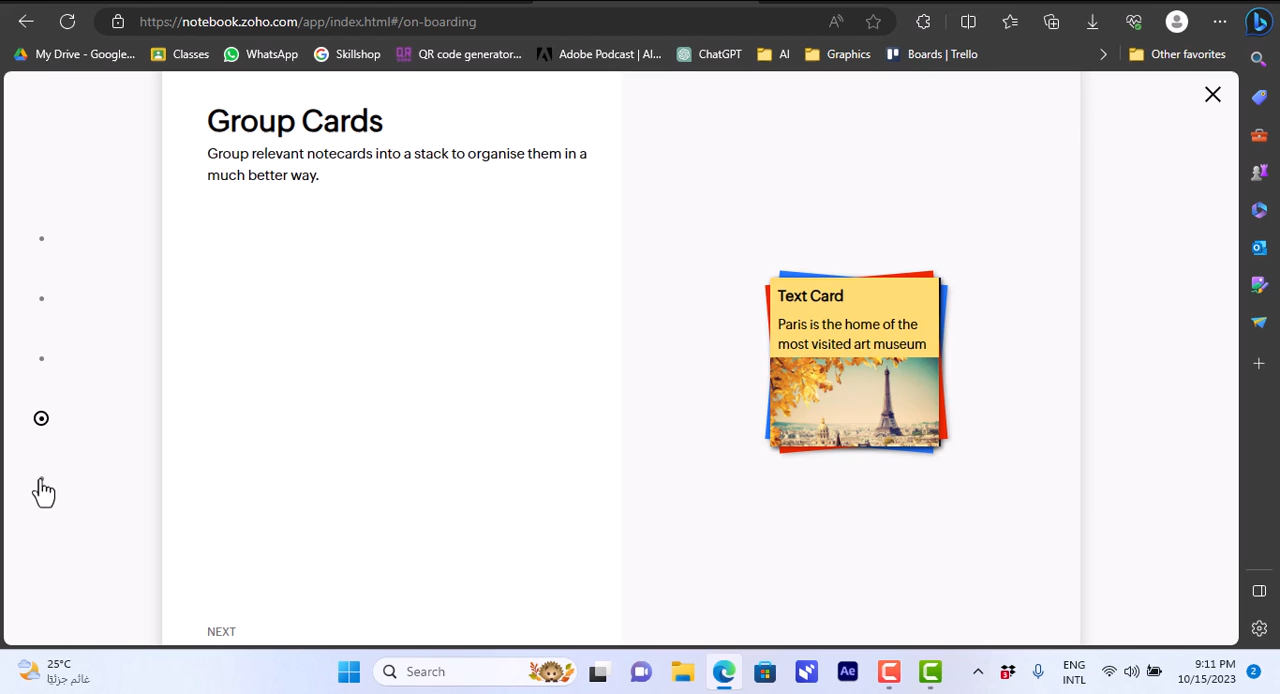 https://notebook.zoho.com/app/index.html#/on-boarding
My Drive - Google... Classes WhatsApp Skillshop QR code generator... Adobe Podcast | AI... ChatGPT AI Graphics Boards | Trello Other favorites
Group Cards
Group relevant notecards into a stack to organise them in a
much better way.
Text Card
Paris is the home of the
most visited art museum
NEXT
25°C
غائم جزئيًا
Search
Ae
3
ENG
INTL
9:11 PM
10/15/2023
2